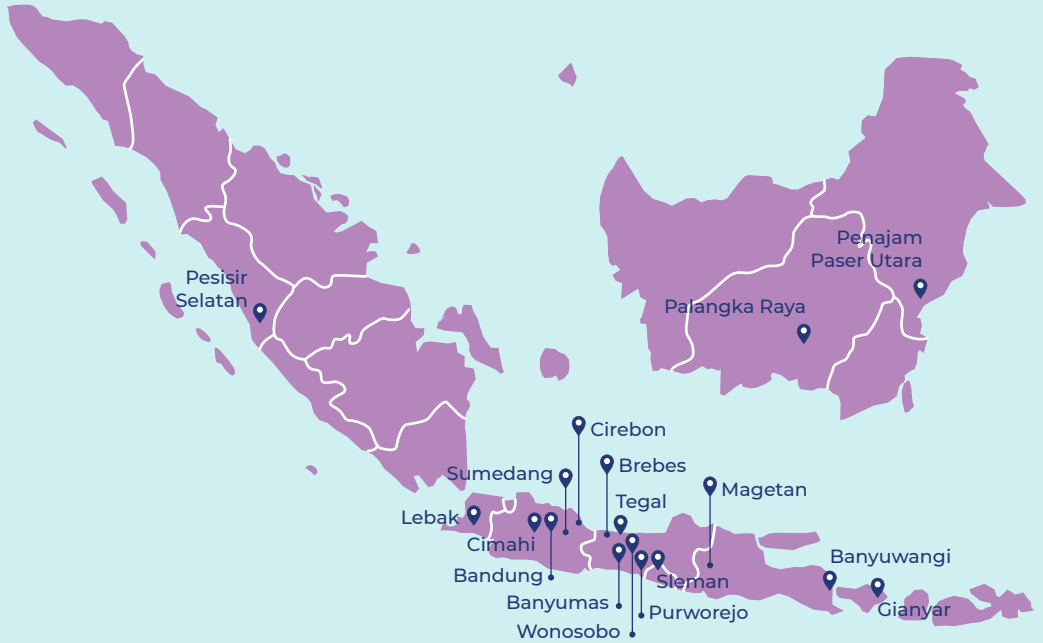 Penajam
Paser Utara
Pesisir
Selatan
Palangka Raya
Cirebon
Brebes
Sumedang
Magetan
Tegal
Lebak
Cimahi
Banyuwangi
Bandung
Sleman
Banyumas
Purworejo
Gianyar
Wonosobo